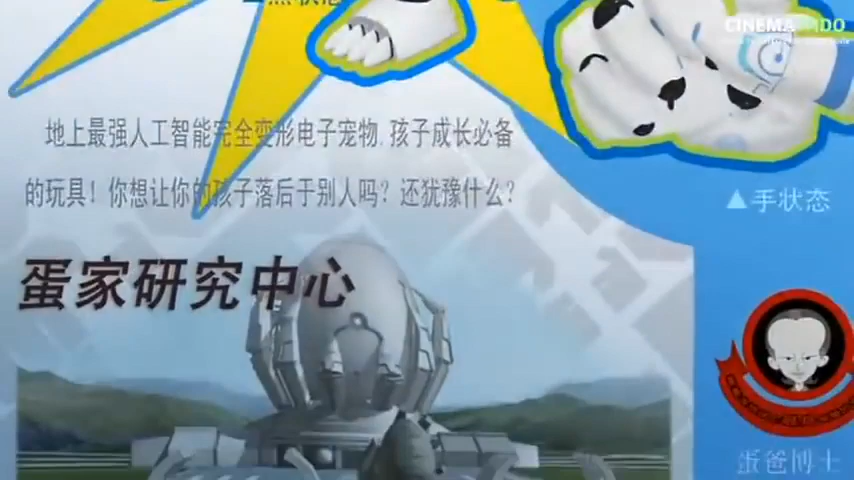 CINEMA
地上最强人工智能完全变形电子宠物,孩子成长必备
的玩具！你想让你的孩子落后于别人吗？还犹豫什么？
▲手状态
蛋家研究中心
蛋爸博士